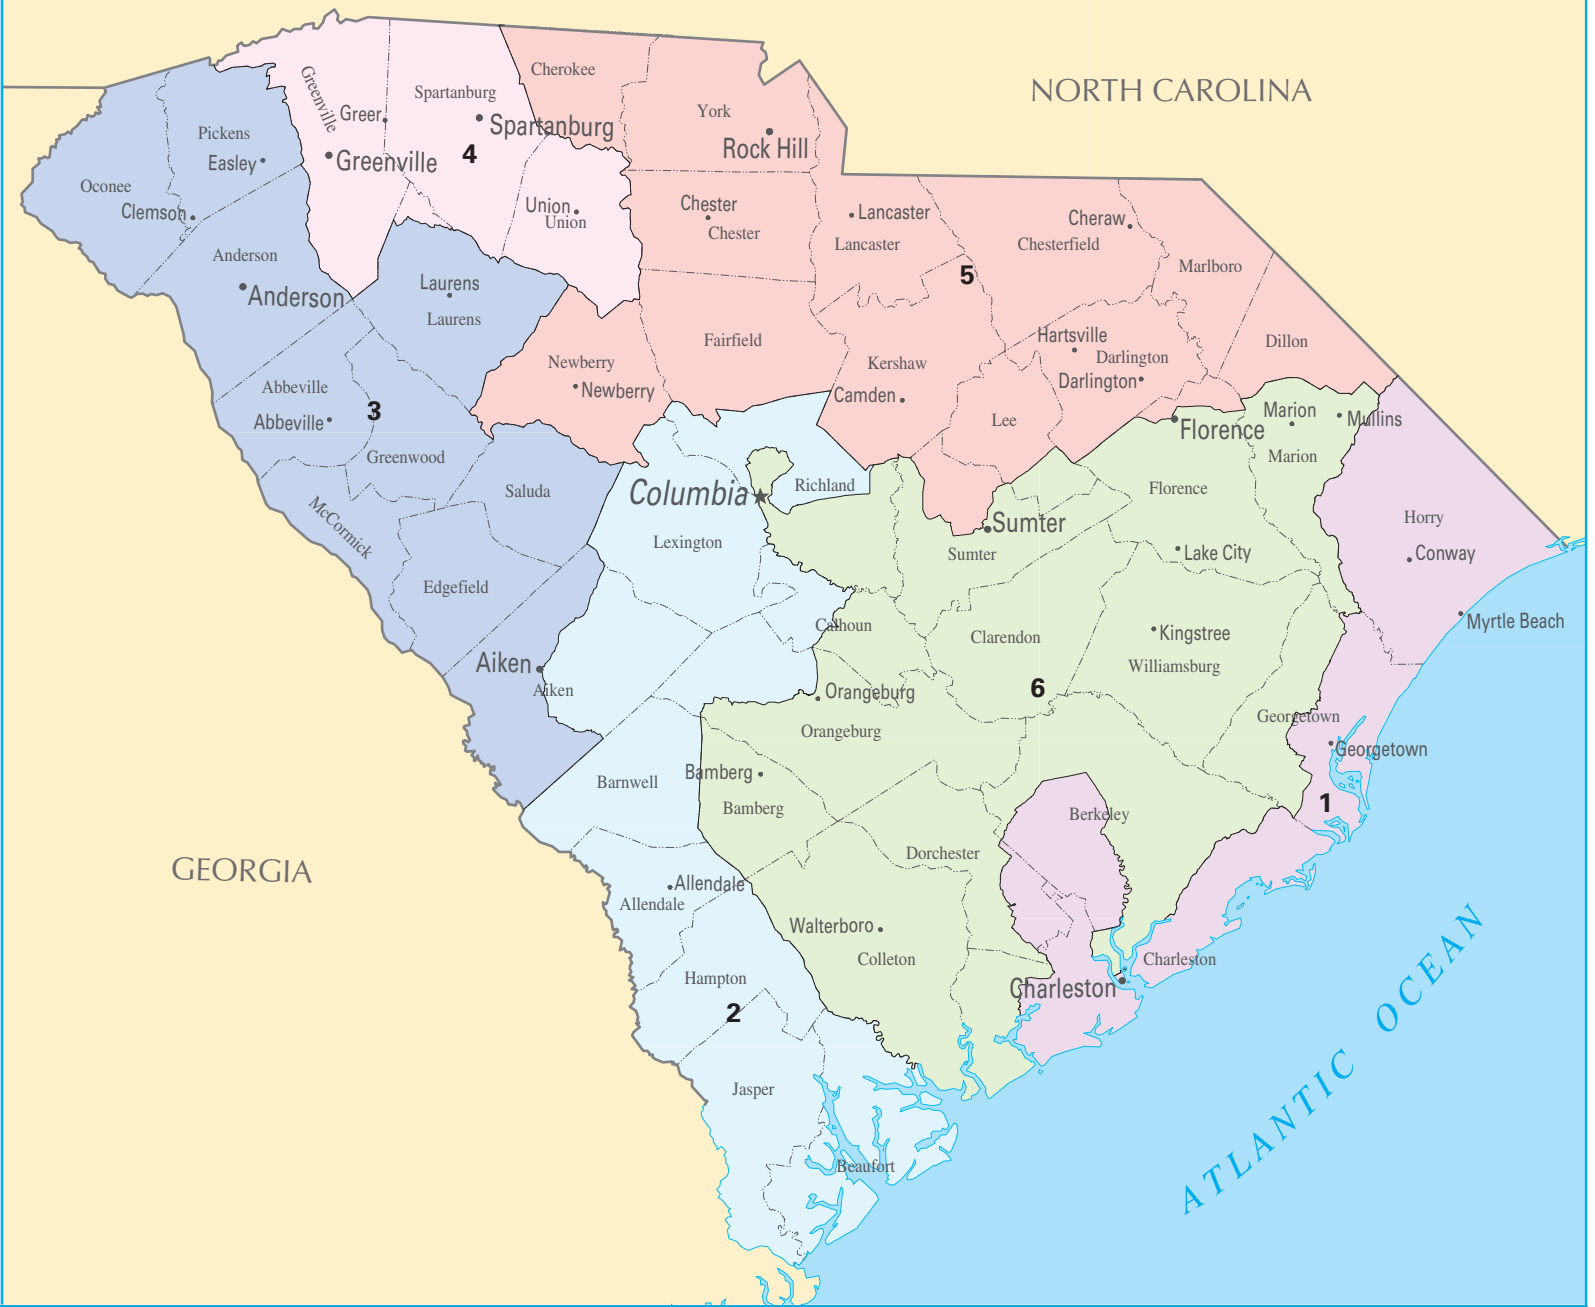 NORTH CAROLINA
Cherokee
Greenville
Spartanburg
Greer
York
Spartanburg
Pickens
Rock Hill
4
Greenville
Easley
Oconee
Chester
Union
Clemson
Lancaster
Cheraw
Union
Chester
Lancaster
Chesterfield
Anderson
Marlboro
5
Laurens
Anderson
Laurens
Hartsville
Fairfield
Dillon
Darlington
Newberry
Kershaw
Darlington
Abbeville
Newberry
Camden
3
Marion
Mullins
Abbeville
Lee
Florence
Greenwood
Marion
Richland
Florence
Saluda
Columbia
McCormick
Horry
Sumter
Lexington
Sumter
Lake City
Conway
Edgefield
Myrtle Beach
Calhoun
Clarendon
Kingstree
Aiken
Williamsburg
Aiken
6
Orangeburg
Georgetown
Orangeburg
Georgetown
Barnwell
Bamberg
1
Bamberg
Berkeley
Dorchester
GEORGIA
Allendale
Allendale
Walterboro
Colleton
Charleston
Hampton
Charleston
2
Jasper
Beaufort
ATLANTIC OCEAN